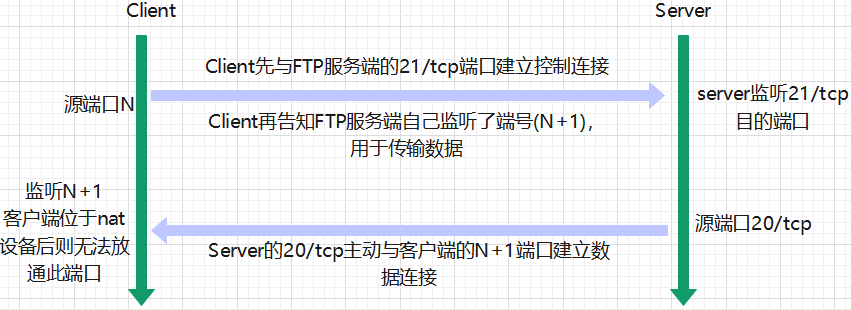 Client
Server
Client先与FTP服务端的21/tcp端口建立控制连接
源端口N
server监听21/tcp
目的端口
Client再告知FTP服务端自己监听了端号(N+1)，
用于传输数据
监听N+1
客户端位于nat
设备后则无法放
通此端口
源端口20/tcp
Server的20/tcp主动与客户端的N+1端口建立数
据连接